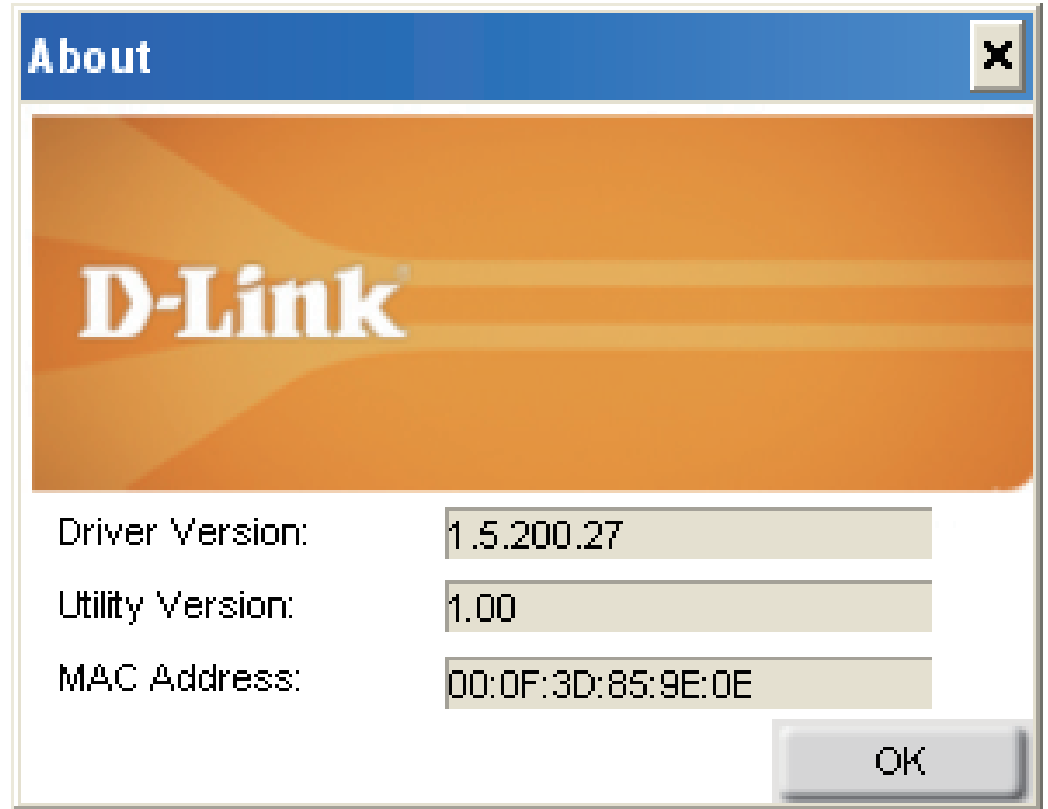 About
D-Link
Driver Version: 1.5.200.27
Utility Version: 1.00
MAC Address: 00:0F:3D:85:9E:0E
OK